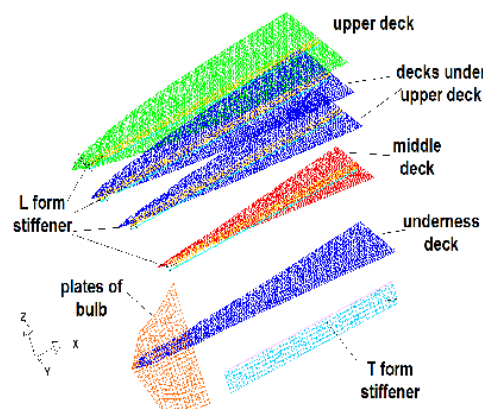 upper deck
decks under
upper deck
middle
deck
L form
stiffener
underness
deck
plates of
bulb
Z
X
Y
T form
stiffener